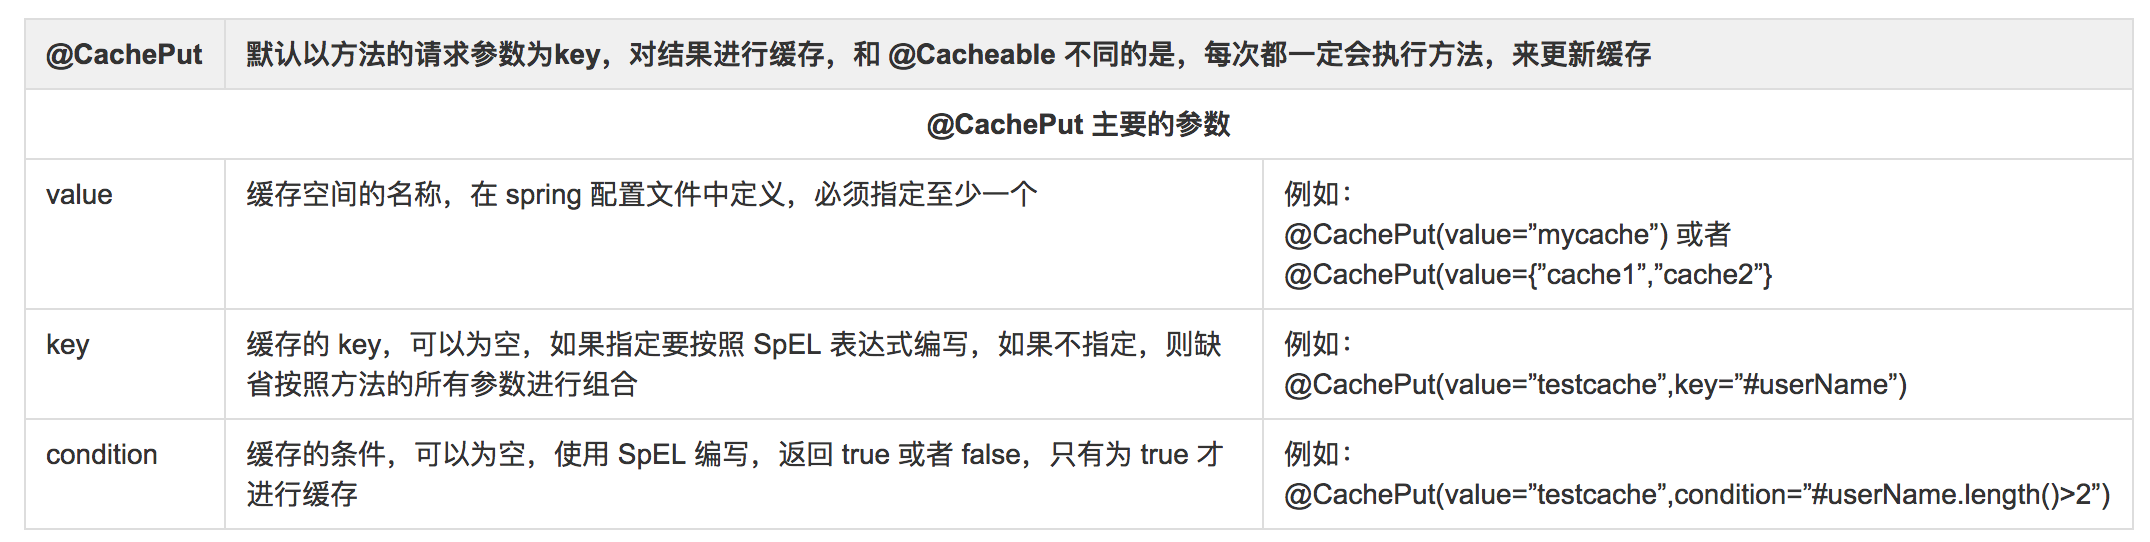 @CachePut
默认以方法的请求参数为key，对结果进行缓存，和 @Cacheable 不同的是，每次都一定会执行方法，来更新缓存
@CachePut 主要的参数
value
缓存空间的名称，在 spring 配置文件中定义，必须指定至少一个
例如：
@CachePut(value=”mycache”) 或者
@CachePut(value={”cache1”,”cache2”}
key
缓存的 key，可以为空，如果指定要按照 SpEL 表达式编写，如果不指定，则缺
省按照方法的所有参数进行组合
例如：
@CachePut(value=”testcache”,key=”#userName”)
condition
缓存的条件，可以为空，使用 SpEL 编写，返回 true 或者 false，只有为 true 才
进行缓存
例如：
@CachePut(value=”testcache”,condition=”#userName.length()>2”)